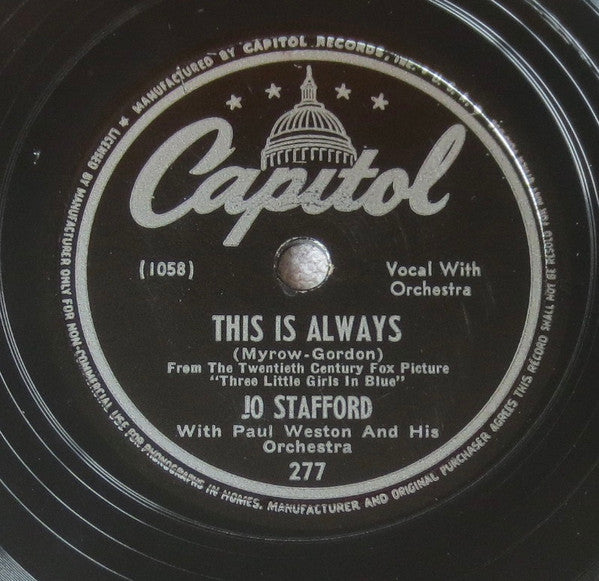 MANUFACTURED BY CAPITOL RECORDS, INC.
Capitol
(1058)
Vocal With
Orchestra
THIS IS ALWAYS
(Myrow-Gordon)
From The Twentieth Century Fox Picture
"Three Little Girls In Blue"
JO STAFFORD
With Paul Weston And His
Orchestra
277
LICENSED BY MANUFACTURER ONLY FOR NON-COMMERCIAL USE FOR PHONOGRAPHS IN HOMES. MANUFACTURER AND ORIGINAL PURCHASER AGREE THIS RECORD SHALL NOT BE RESOLD